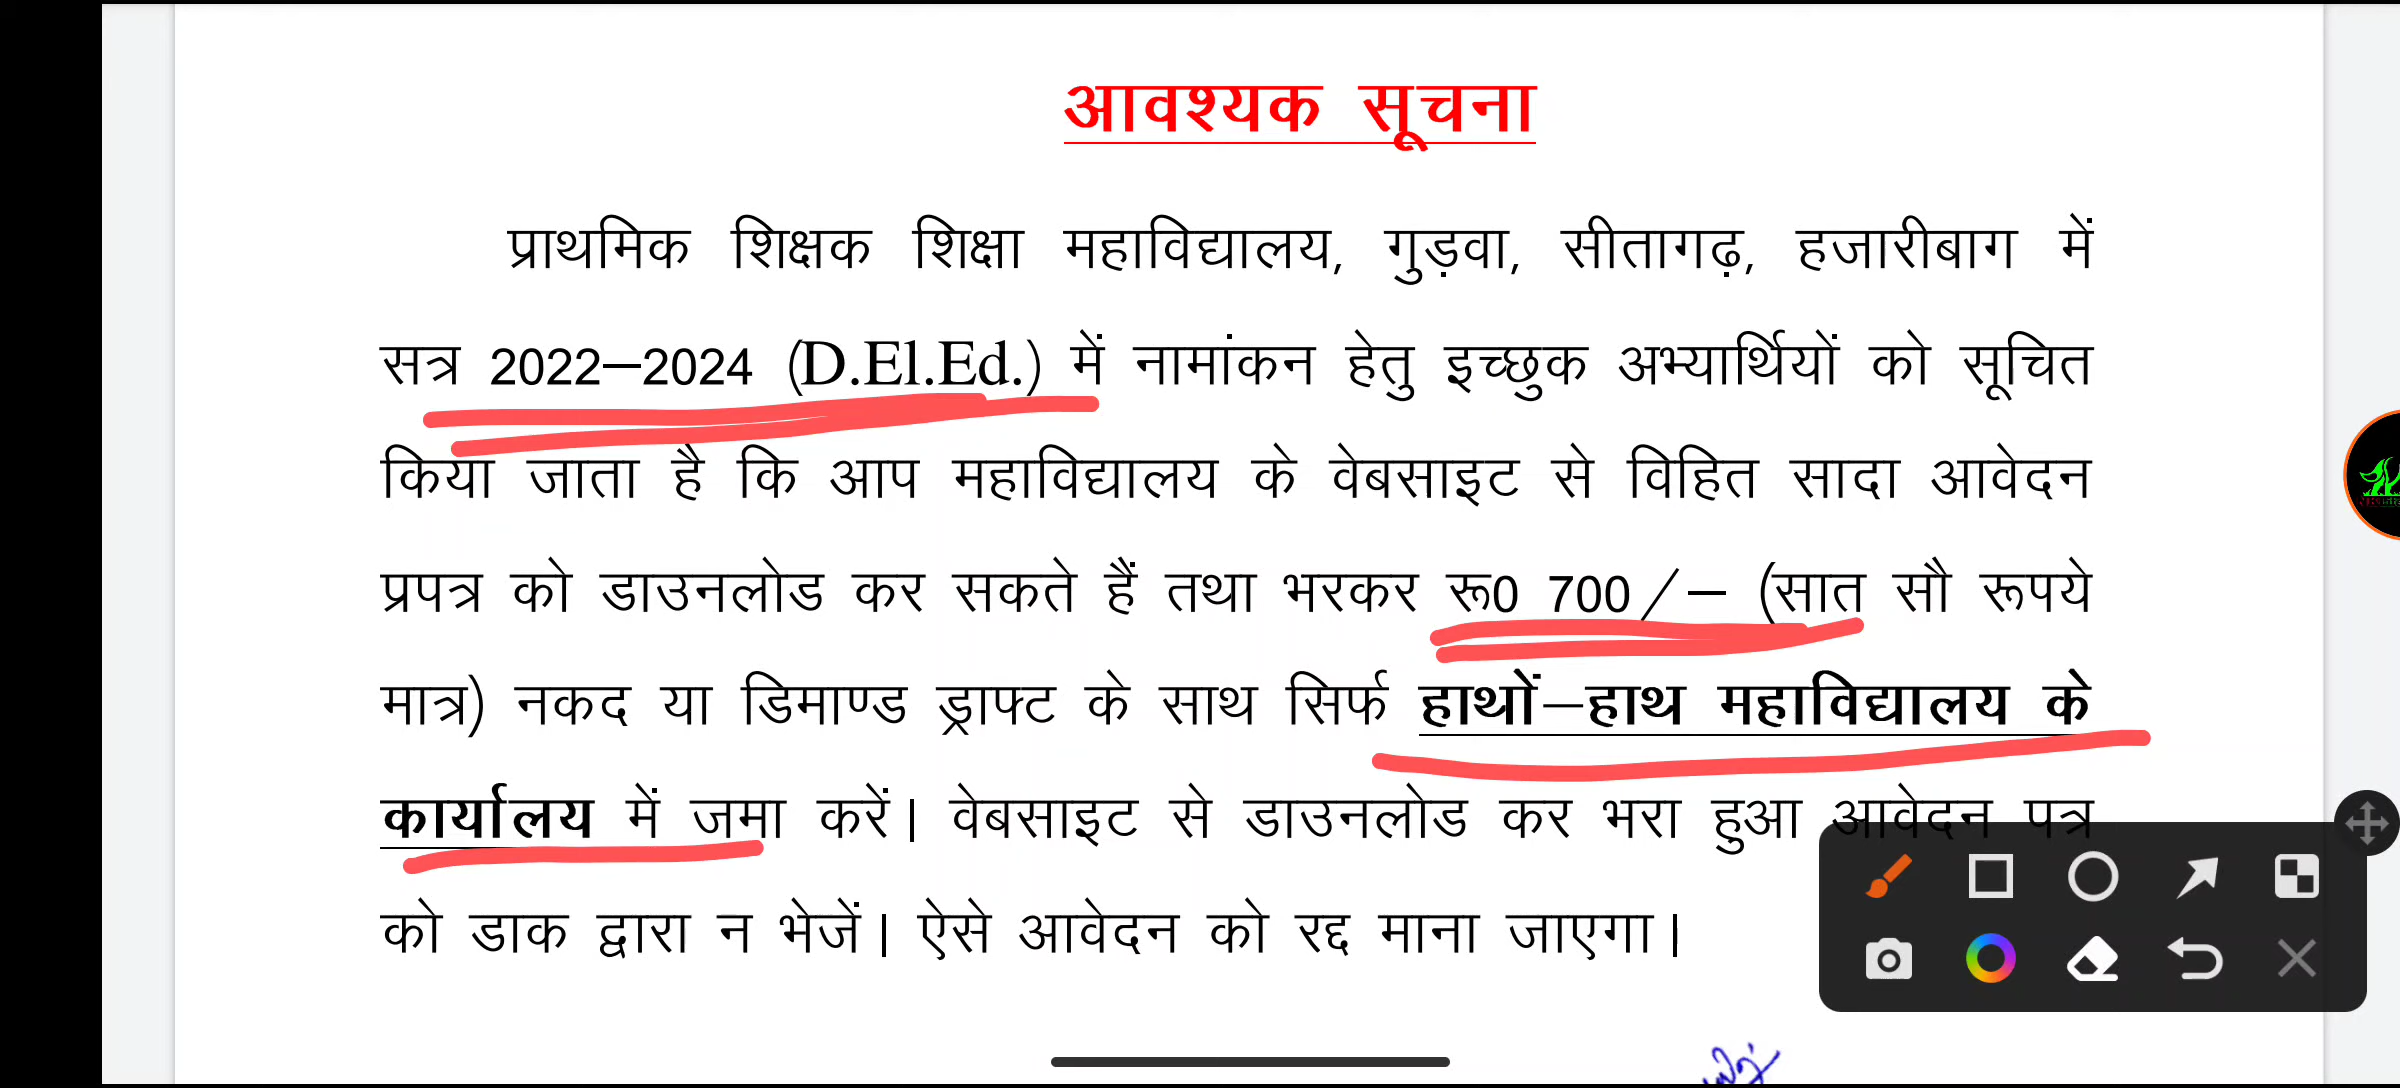 आवश्यक सूचना
प्राथमिक शिक्षक शिक्षा महाविद्यालय, गुड़वा, सीतागढ़, हजारीबाग में
सत्र 2022–2024 (D.El.Ed.) में नामांकन हेतु इच्छुक अभ्यार्थियों को सूचित
किया जाता है कि आप महाविद्यालय के वेबसाइट से विहित सादा आवेदन
प्रपत्र को डाउनलोड कर सकते हैं तथा भरकर रू0 700/– (सात सौ रूपये
मात्र) नकद या डिमाण्ड ड्राफ्ट के साथ सिर्फ हाथों–हाथ महाविद्यालय के
कार्यालय में जमा करें। वेबसाइट से डाउनलोड कर भरा हुआ आवेदन पत्र
को डाक द्वारा न भेजें। ऐसे आवेदन को रद्द माना जाएगा।